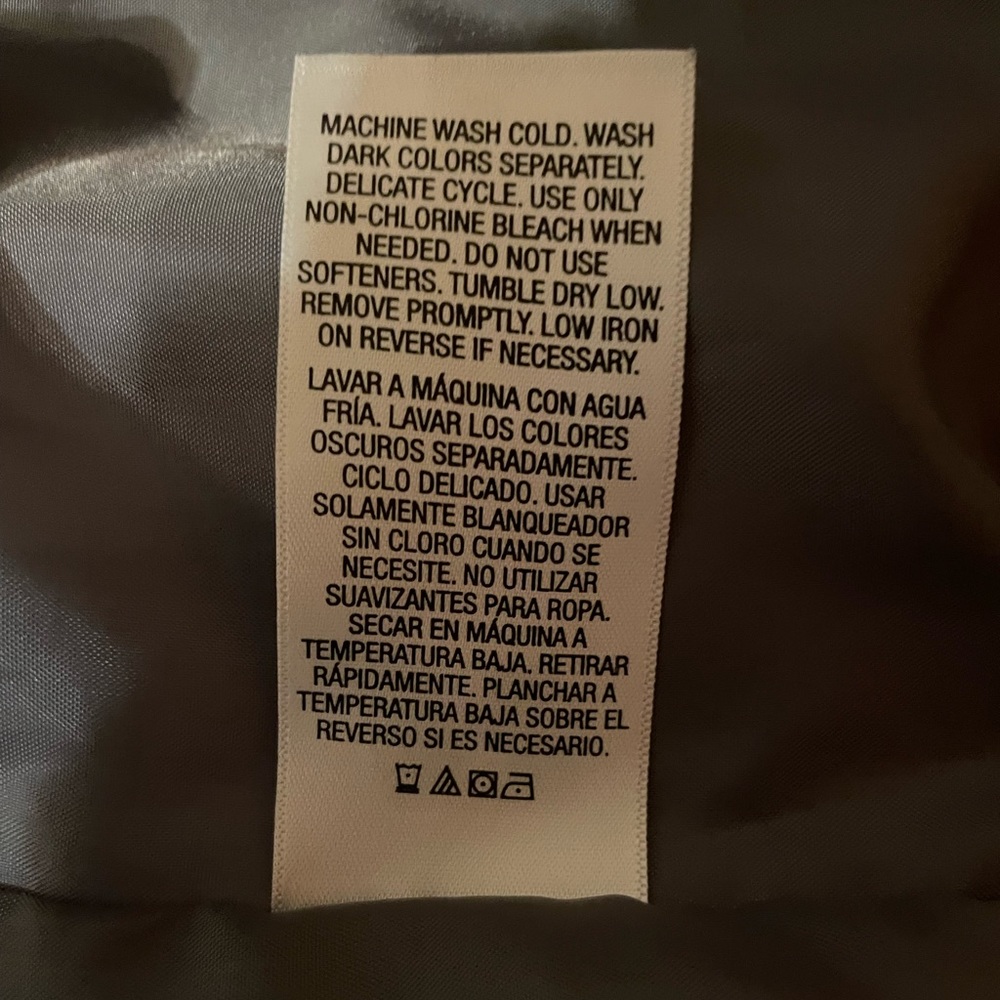 MACHINE WASH COLD. WASH
DARK COLORS SEPARATELY.
DELICATE CYCLE. USE ONLY
NON-CHLORINE BLEACH WHEN
NEEDED. DO NOT USE
SOFTENERS. TUMBLE DRY LOW.
REMOVE PROMPTLY. LOW IRON
ON REVERSE IF NECESSARY.
LAVAR A MÁQUINA CON AGUA
FRÍA. LAVAR LOS COLORES
OSCUROS SEPARADAMENTE.
CICLO DELICADO. USAR
SOLAMENTE BLANQUEADOR
SIN CLORO CUANDO SE
NECESITE. NO UTILIZAR
SUAVIZANTES PARA ROPA.
SECAR EN MÁQUINA A
TEMPERATURA BAJA. RETIRAR
RÁPIDAMENTE. PLANCHAR A
TEMPERATURA BAJA SOBRE EL
REVERSO SI ES NECESARIO.